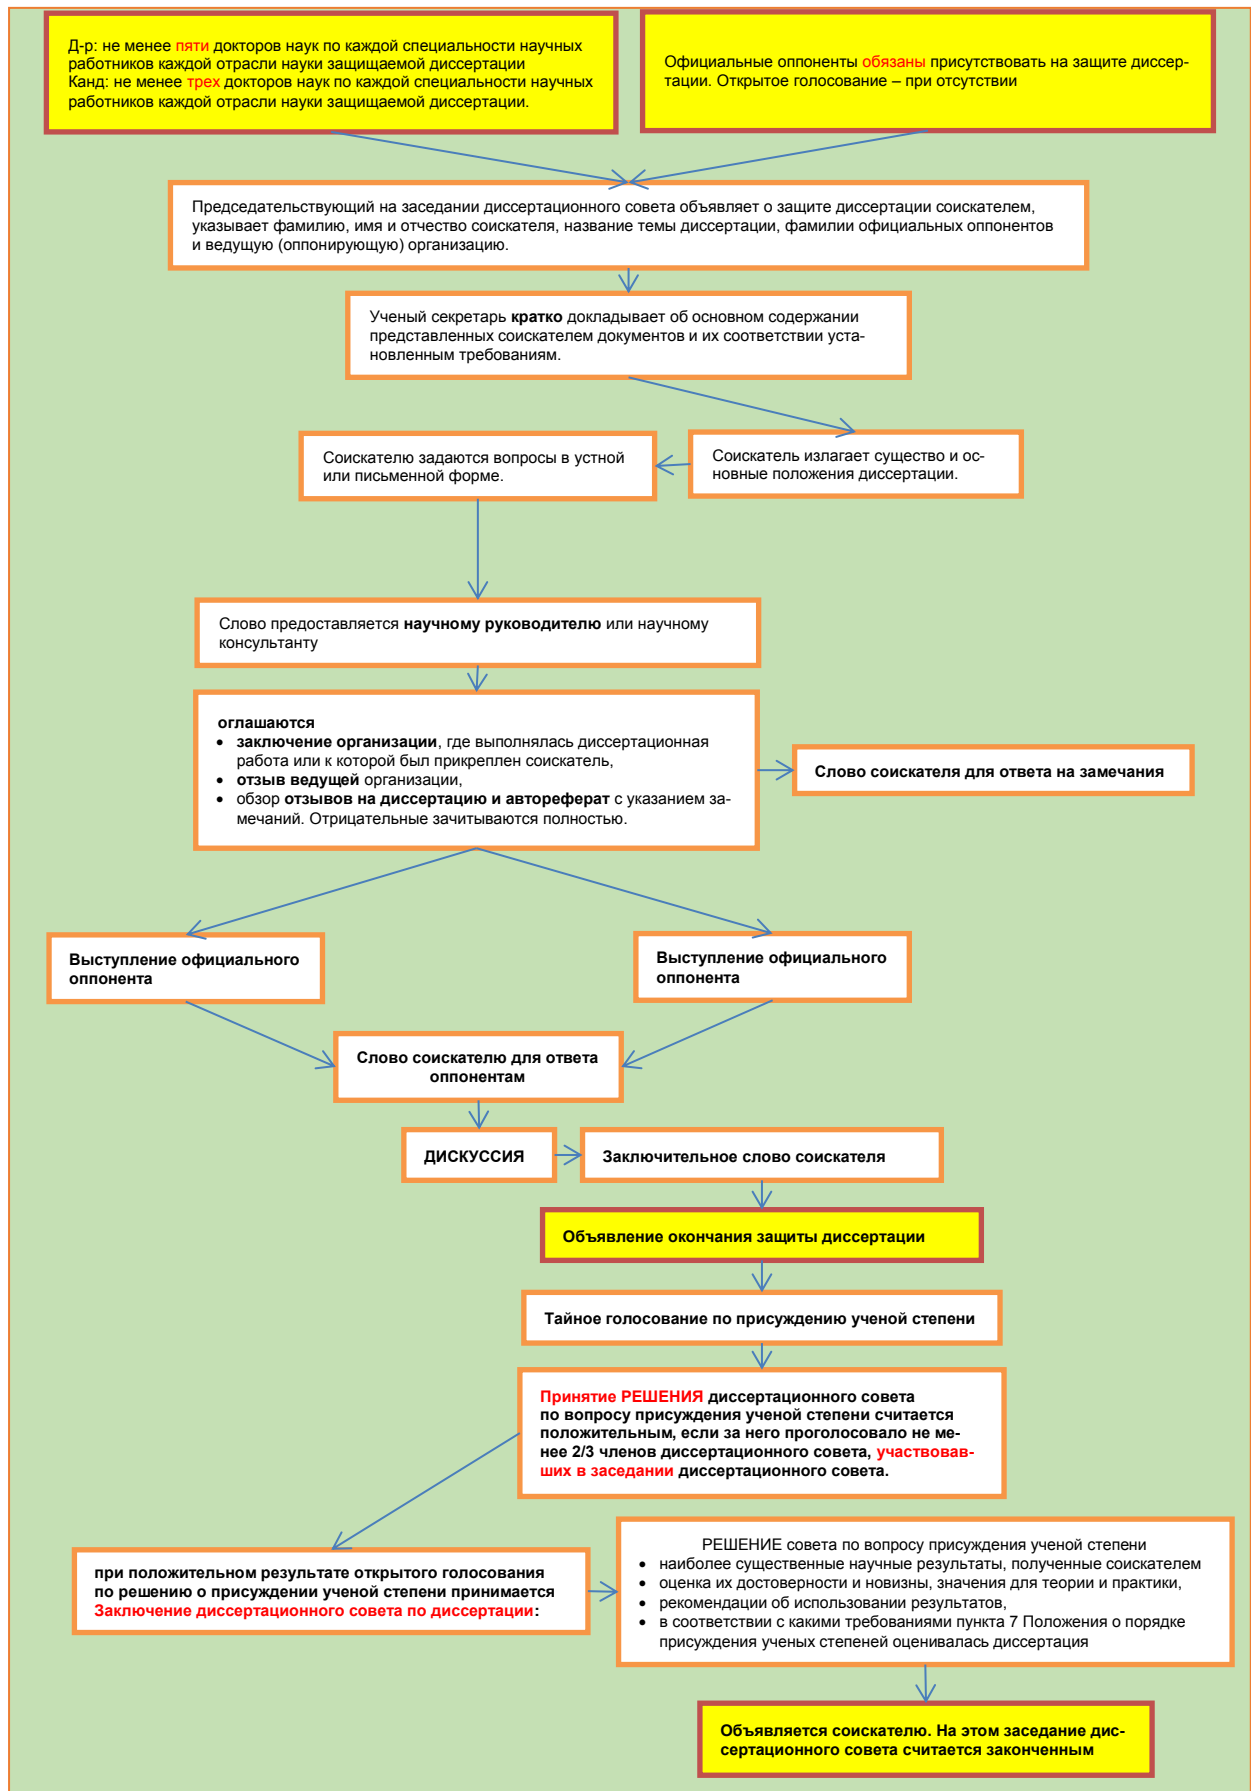 Д-р: не менее пяти докторов наук по каждой специальности научных
работников каждой отрасли науки защищаемой диссертации
Канд: не менее трех докторов наук по каждой специальности научных
работников каждой отрасли науки защищаемой диссертации.
Официальные оппоненты обязаны присутствовать на защите диссер-
тации. Открытое голосование – при отсутствии
Председательствующий на заседании диссертационного совета объявляет о защите диссертации соискателем,
указывает фамилию, имя и отчество соискателя, название темы диссертации, фамилии официальных оппонентов
и ведущую (оппонирующую) организацию.
Ученый секретарь кратко докладывает об основном содержании
представленных соискателем документов и их соответствии уста-
новленным требованиям.
Соискатель излагает существо и ос-
новные положения диссертации.
Соискателю задаются вопросы в устной
или письменной форме.
Слово предоставляется научному руководителю или научному
консультанту
оглашаются
• заключение организации, где выполнялась диссертационная
работа или к которой был прикреплен соискатель,
• отзыв ведущей организации,
• обзор отзывов на диссертацию и автореферат с указанием за-
мечаний. Отрицательные зачитываются полностью.
Слово соискателя для ответа на замечания
Выступление официального
оппонента
Выступление официального
оппонента
Слово соискателю для ответа
оппонентам
ДИСКУССИЯ
Заключительное слово соискателя
Объявление окончания защиты диссертации
Тайное голосование по присуждению ученой степени
Принятие РЕШЕНИЯ диссертационного совета
по вопросу присуждения ученой степени считается
положительным, если за него проголосовало не ме-
нее 2/3 членов диссертационного совета, участвовав-
ших в заседании диссертационного совета.
при положительном результате открытого голосования
по решению о присуждении ученой степени принимается
Заключение диссертационного совета по диссертации:
РЕШЕНИЕ совета по вопросу присуждения ученой степени
• наиболее существенные научные результаты, полученные соискателем
• оценка их достоверности и новизны, значения для теории и практики,
• рекомендации об использовании результатов,
• в соответствии с какими требованиями пункта 7 Положения о порядке
присуждения ученых степеней оценивалась диссертация
Объявляется соискателю. На этом заседание дис-
сертационного совета считается законченным